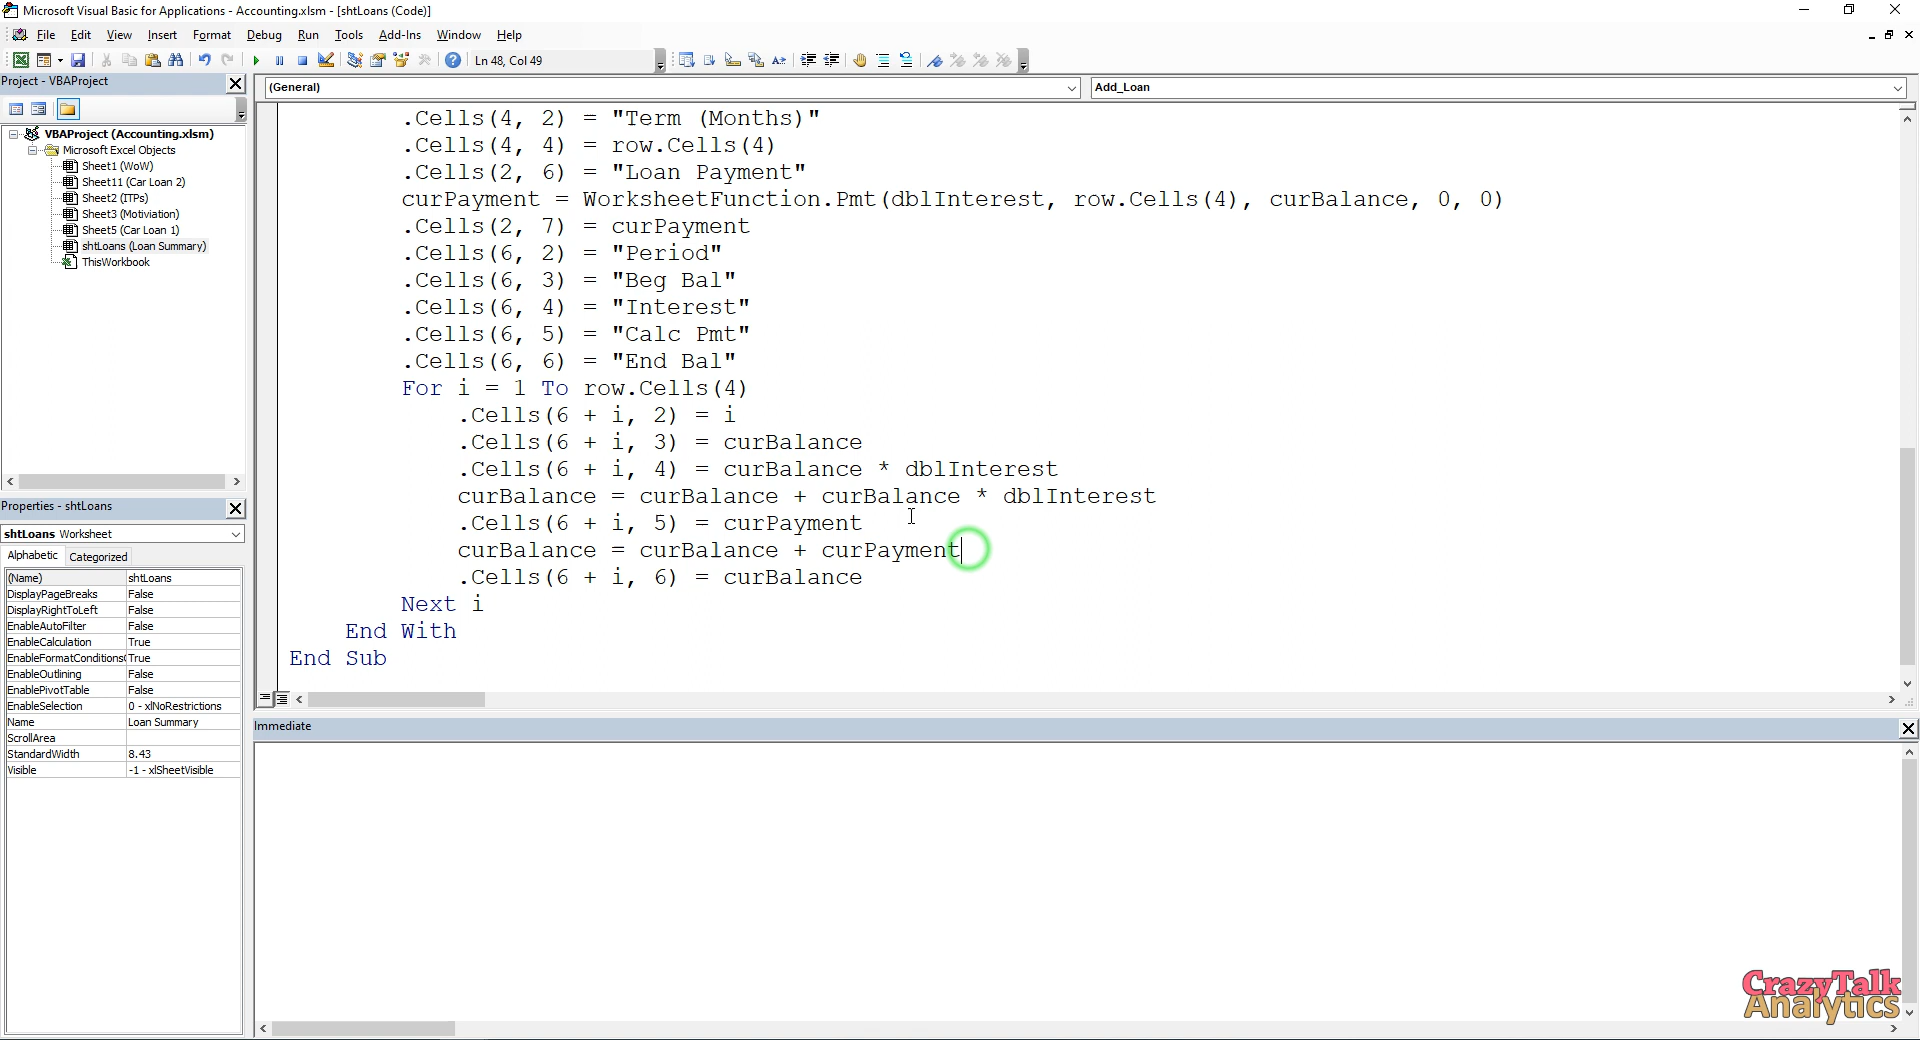 Microsoft Visual Basic for Applications - Accounting.xlsm - [shtLoans (Code)]
File Edit View Insert Format Debug Run Tools Add-Ins Window Help
Ln 48, Col 49
Project - VBAProject
VBAProject (Accounting.xlsm)
Microsoft Excel Objects
Sheet1 (WoW)
Sheet11 (Car Loan 2)
Sheet2 (ITPs)
Sheet3 (Motiviation)
Sheet5 (Car Loan 1)
shtLoans (Loan Summary)
ThisWorkbook
Properties - shtLoans
shtLoans Worksheet
Alphabetic Categorized
(Name) shtLoans
DisplayPageBreaks False
DisplayRightToLeft False
EnableAutoFilter False
EnableCalculation True
EnableFormatConditions( True
EnableOutlining False
EnablePivotTable False
EnableSelection 0 - xlNoRestrictions
Name Loan Summary
ScrollArea
StandardWidth 8.43
Visible -1 - xlSheetVisible
(General) Add_Loan
.Cells(4, 2) = "Term (Months)"
.Cells(4, 4) = row.Cells(4)
.Cells(2, 6) = "Loan Payment"
curPayment = WorksheetFunction.Pmt(dblInterest, row.Cells(4), curBalance, 0, 0)
.Cells(2, 7) = curPayment
.Cells(6, 2) = "Period"
.Cells(6, 3) = "Beg Bal"
.Cells(6, 4) = "Interest"
.Cells(6, 5) = "Calc Pmt"
.Cells(6, 6) = "End Bal"
For i = 1 To row.Cells(4)
.Cells(6 + i, 2) = i
.Cells(6 + i, 3) = curBalance
.Cells(6 + i, 4) = curBalance * dblInterest
curBalance = curBalance + curBalance * dblInterest
.Cells(6 + i, 5) = curPayment
curBalance = curBalance + curPayment
.Cells(6 + i, 6) = curBalance
Next i
End With
End Sub
Immediate
CrazyTalk
Analytics